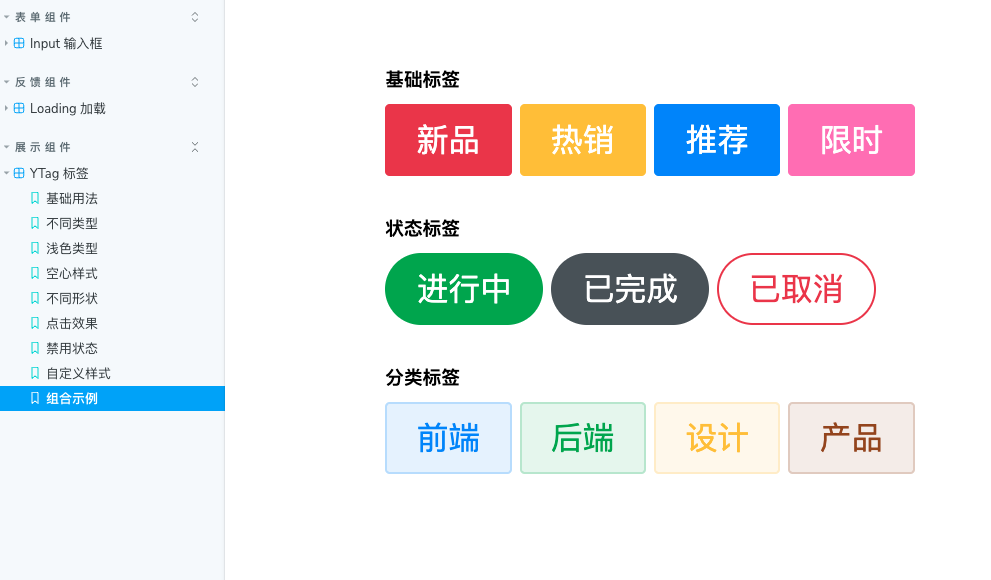 表单组件
Input 输入框
反馈组件
Loading 加载
展示组件
YTag 标签
基础用法
不同类型
浅色类型
空心样式
不同形状
点击效果
禁用状态
自定义样式
组合示例
基础标签
新品 热销 推荐 限时
状态标签
进行中 已完成 已取消
分类标签
前端 后端 设计 产品